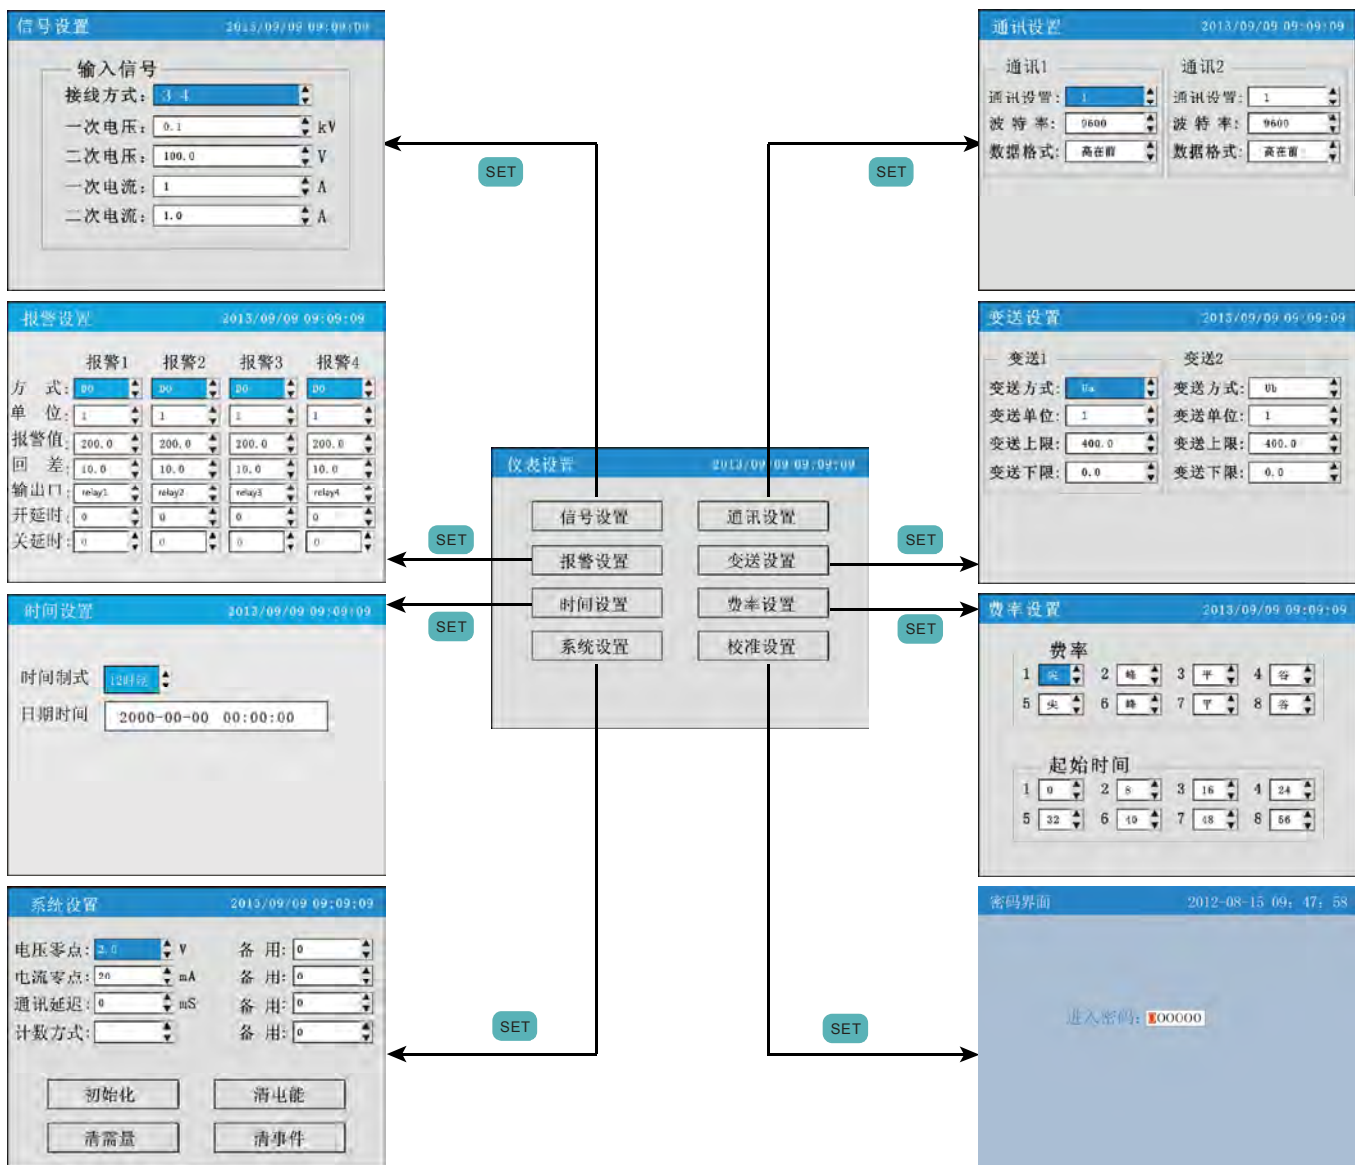 信号设置 2013/09/09 09:09:09
输入信号
接线方式: 3 4
一次电压: 0.1 kV
二次电压: 100.0 V
一次电流: 1 A
二次电流: 1.0 A
SET
通讯设置 2013/09/09 09:09:09
通讯1 通讯2
通讯设置: 1 通讯设置: 1
波特率: 9600 波特率: 9600
数据格式: 高在前 数据格式: 高在前
SET
报警设置 2013/09/09 09:09:09
报警1 报警2 报警3 报警4
方 式: DO DO DO DO
单 位: 1 1 1 1
报警值: 200.0 200.0 200.0 200.0
回 差: 10.0 10.0 10.0 10.0
输出口: relay1 relay2 relay3 relay4
开延时: 0 0 0 0
关延时: 0 0 0 0
SET
变送设置 2013/09/09 09:09:09
变送1 变送2
变送方式: Ua 变送方式: Ub
变送单位: 1 变送单位: 1
变送上限: 400.0 变送上限: 400.0
变送下限: 0.0 变送下限: 0.0
SET
仪表设置 2013/09/09 09:09:09
信号设置 通讯设置
报警设置 变送设置
时间设置 费率设置
系统设置 校准设置
时间设置 2013/09/09 09:09:09
时间制式 12时制
日期时间 2000-00-00 00:00:00
SET
费率设置 2013/09/09 09:09:09
费率
1 尖 2 峰 3 平 4 谷
5 尖 6 峰 7 平 8 谷
起始时间
1 0 2 8 3 16 4 24
5 32 6 40 7 48 8 56
SET
系统设置 2013/09/09 09:09:09
电压零点: 2.0 V 备 用: 0
电流零点: 20 mA 备 用: 0
通讯延迟: 0 mS 备 用: 0
计数方式: 备 用: 0
初始化 清电能
清需量 清事件
SET
密码界面 2012-08-15 09: 47: 58
进入密码: 00000
SET